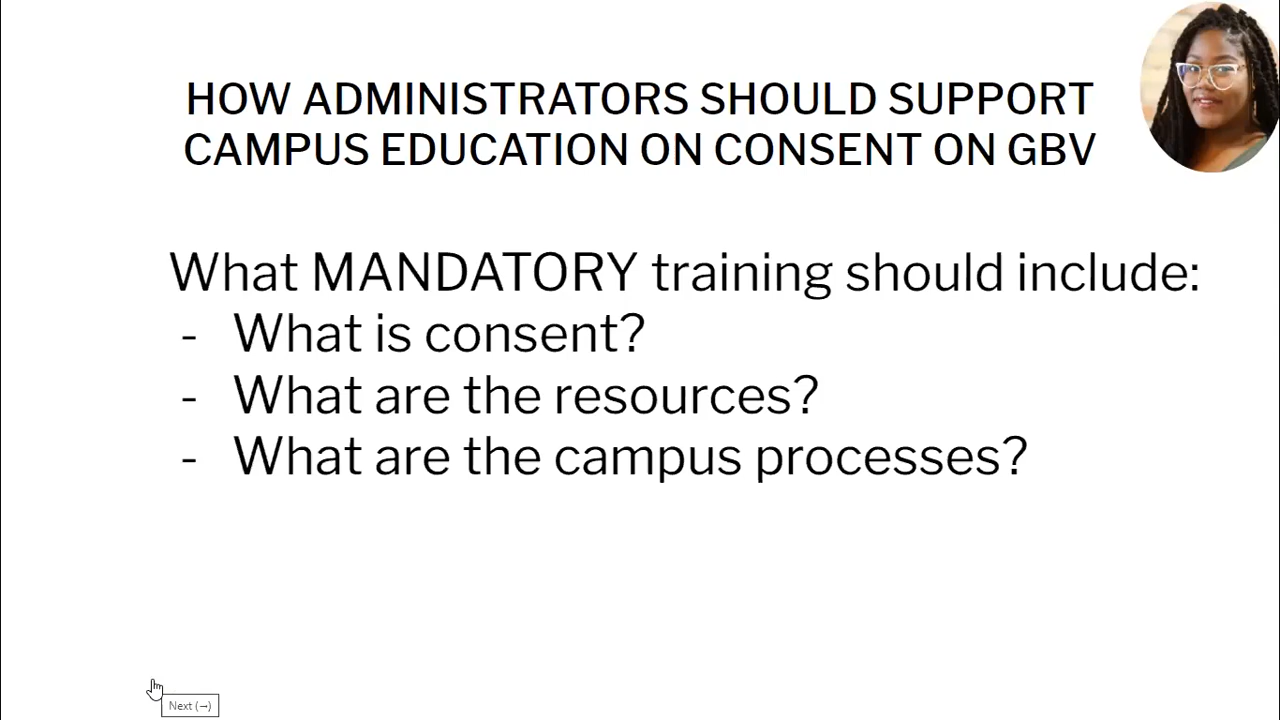 HOW ADMINISTRATORS SHOULD SUPPORT
CAMPUS EDUCATION ON CONSENT ON GBV
What MANDATORY training should include:
- What is consent?
- What are the resources?
- What are the campus processes?
Next (→)